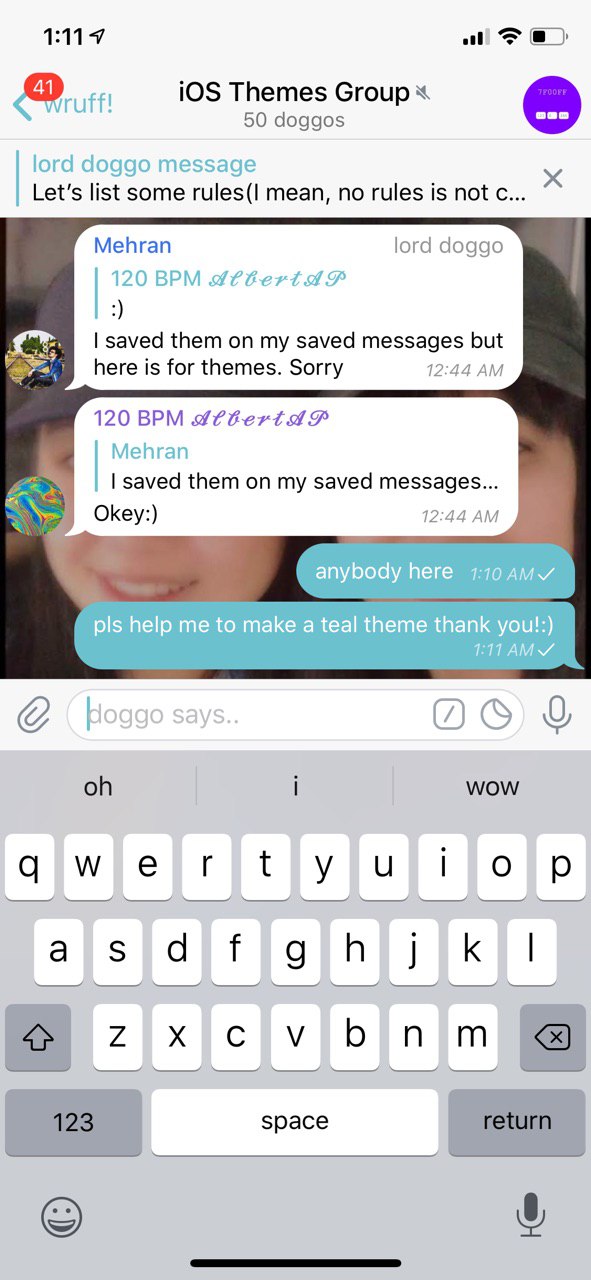 1:11
41
wruff!
iOS Themes Group
50 doggos
7F00FF
lord doggo message
Let’s list some rules(I mean, no rules is not c...
Mehran lord doggo
120 BPM 𝓐𝓵𝓫𝓮𝓻𝓽𝓐𝓟
:)
I saved them on my saved messages but
here is for themes. Sorry 12:44 AM
120 BPM 𝓐𝓵𝓫𝓮𝓻𝓽𝓐𝓟
Mehran
I saved them on my saved messages...
Okey:) 12:44 AM
anybody here 1:10 AM
pls help me to make a teal theme thank you!:)
1:11 AM
doggo says..
oh i wow
q w e r t y u i o p
a s d f g h j k l
z x c v b n m
123 space return